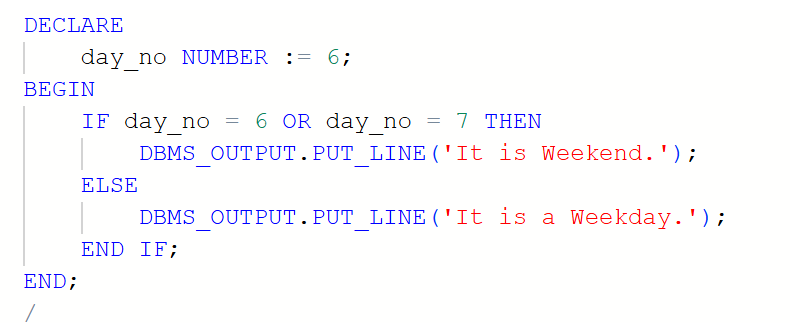 DECLARE
    day_no NUMBER := 6;
BEGIN
    IF day_no = 6 OR day_no = 7 THEN
        DBMS_OUTPUT.PUT_LINE('It is Weekend.');
    ELSE
        DBMS_OUTPUT.PUT_LINE('It is a Weekday.');
    END IF;
END;
/